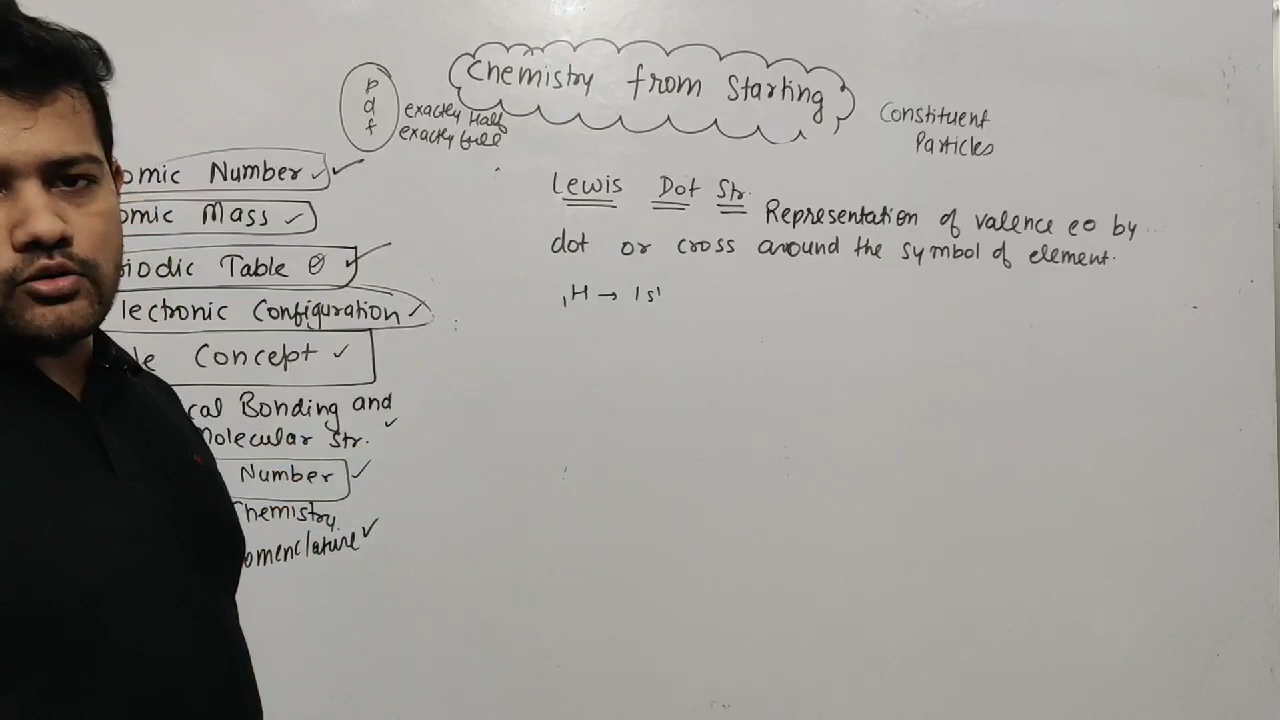 Chemistry from Starting
p
d
f
exactly Half
exactly full
Constituent
Particles
omic Number ✓✓
omic Mass ✓
iodic Table ✓
lectronic Configuration ✓
le Concept ✓
cal Bonding and
Molecular Str. ✓
Number ✓
Chemistry
omenclature ✓
Lewis Dot Str.
Representation of valence eΘ by
dot or cross around the symbol of element.
₁H → 1s¹